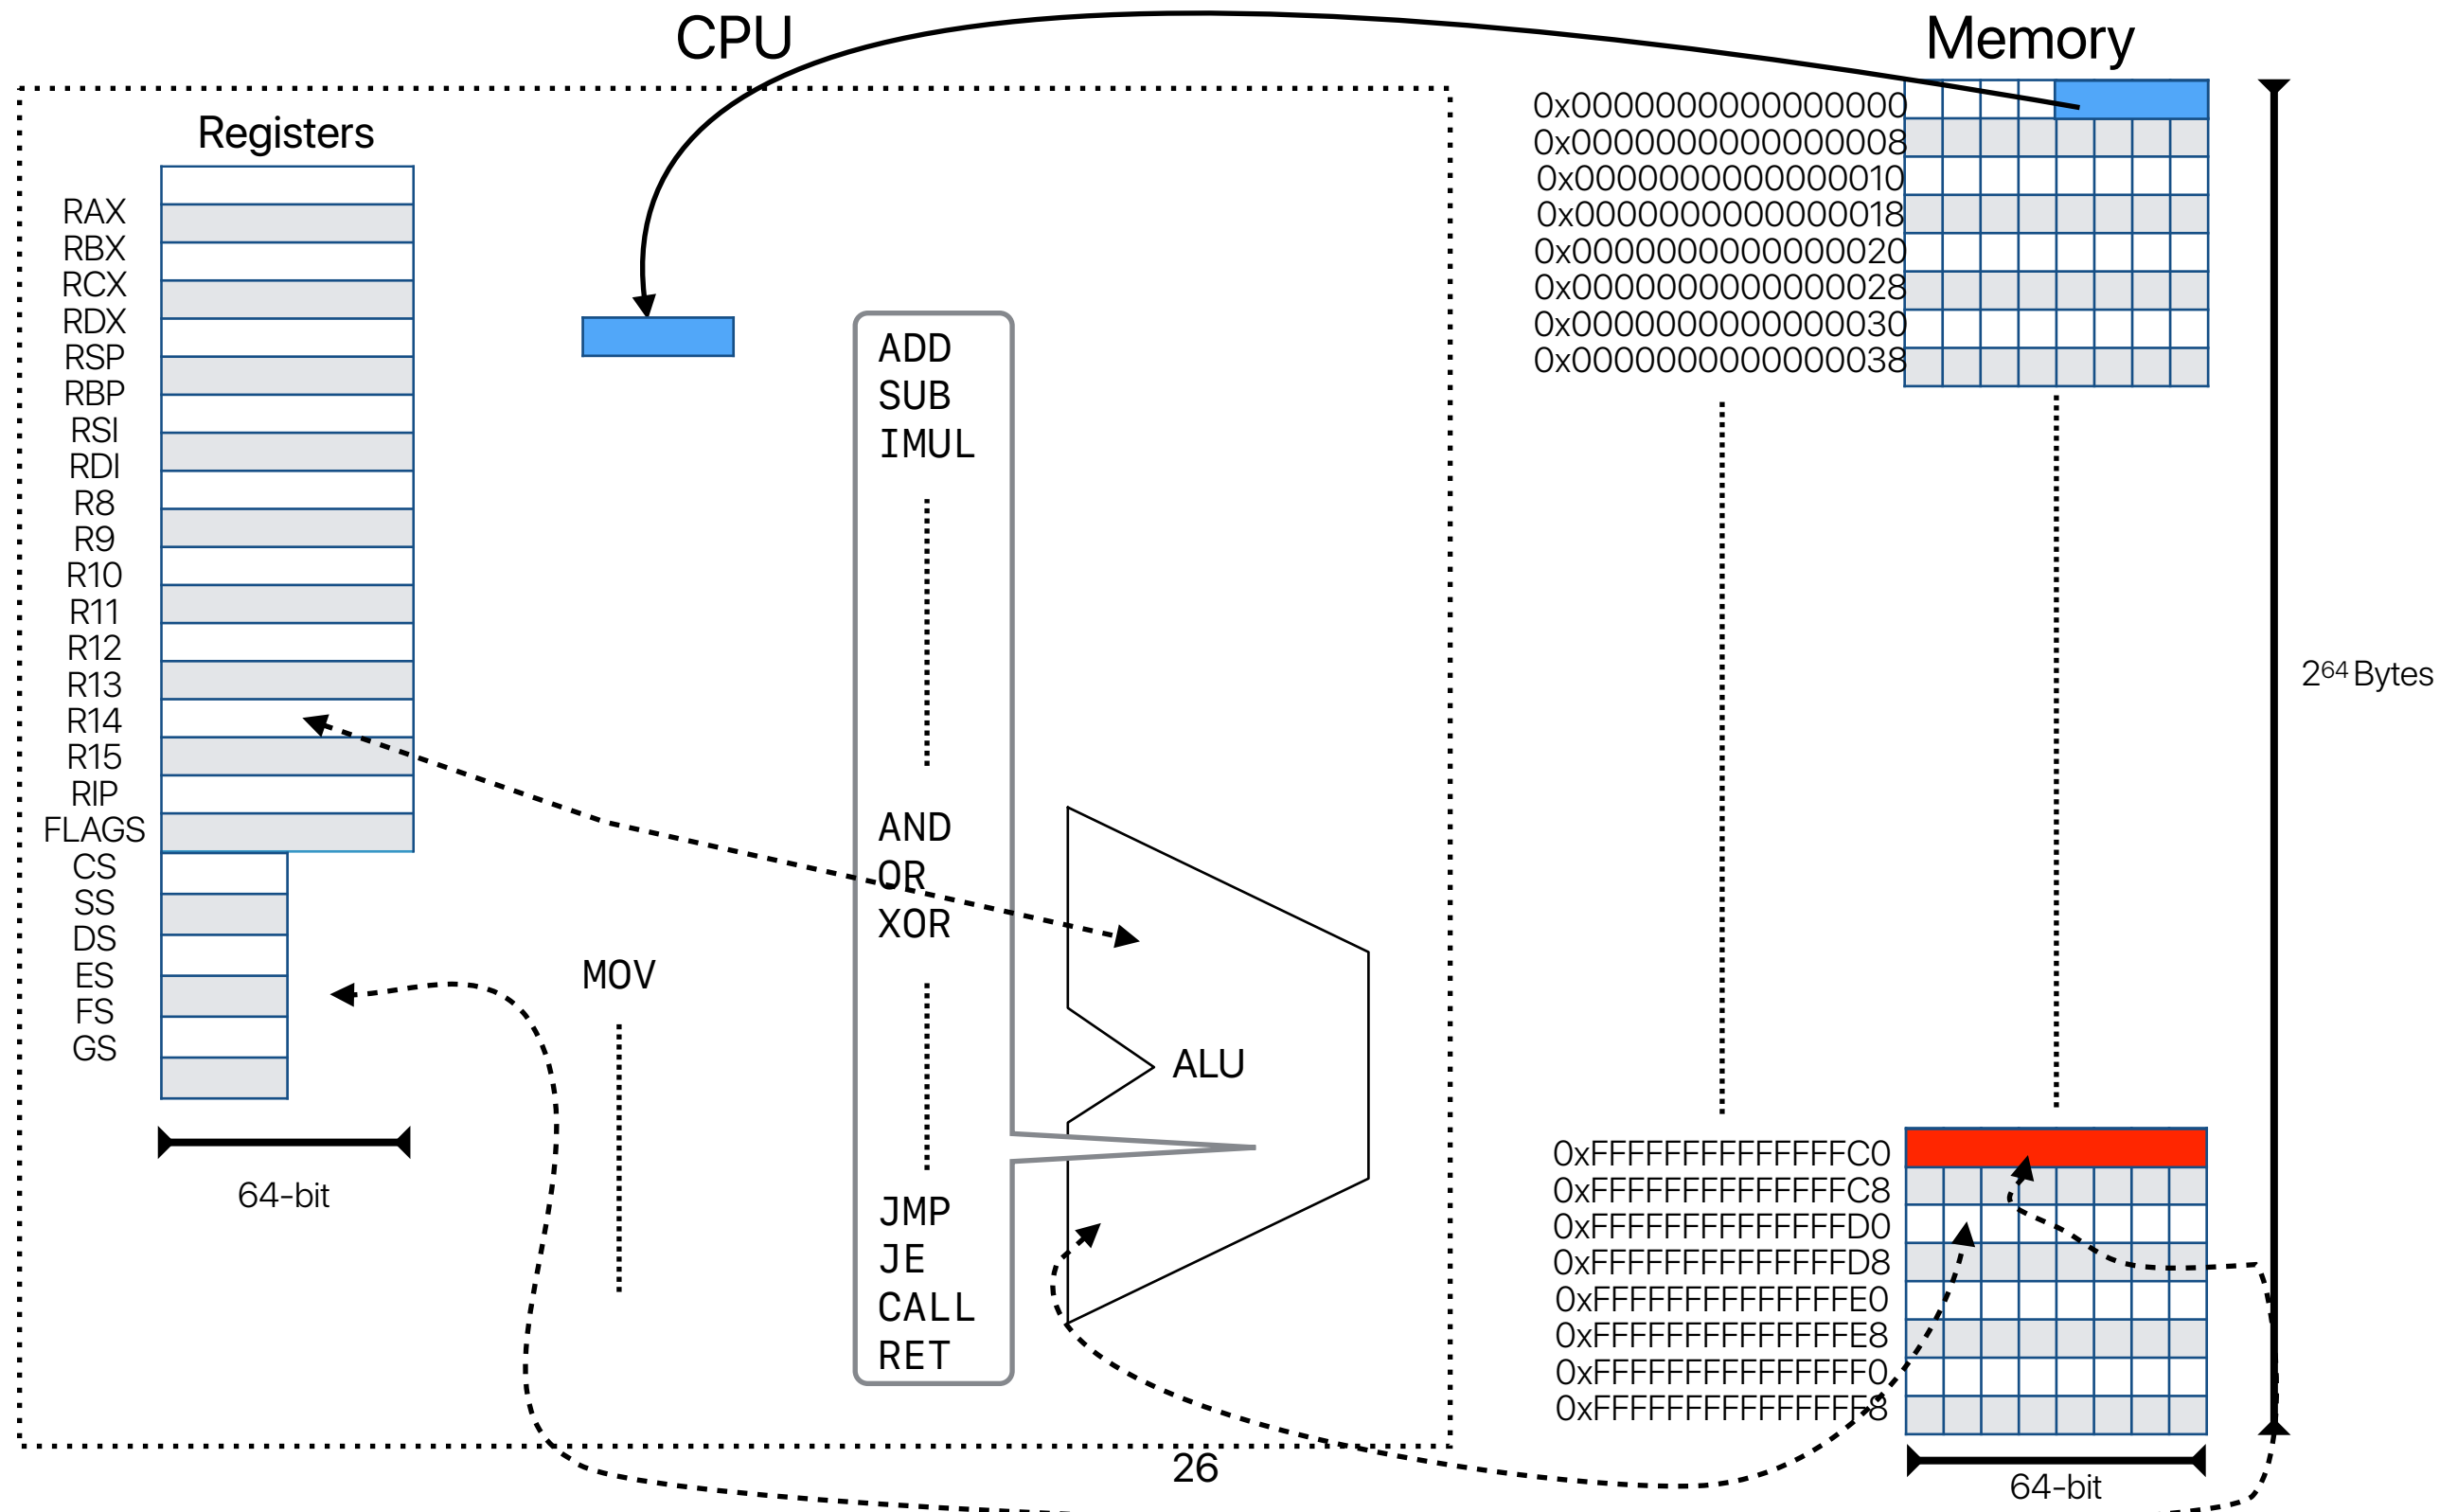 CPU
Memory
Registers
RAX
RBX
RCX
RDX
RSP
RBP
RSI
RDI
R8
R9
R10
R11
R12
R13
R14
R15
RIP
FLAGS
CS
SS
DS
ES
FS
GS
64-bit
MOV
ADD
SUB
IMUL
AND
OR
XOR
JMP
JE
CALL
RET
ALU
0x0000000000000000
0x0000000000000008
0x0000000000000010
0x0000000000000018
0x0000000000000020
0x0000000000000028
0x0000000000000030
0x0000000000000038
2⁶⁴ Bytes
0xFFFFFFFFFFFFFFC0
0xFFFFFFFFFFFFFFC8
0xFFFFFFFFFFFFFFD0
0xFFFFFFFFFFFFFFD8
0xFFFFFFFFFFFFFFE0
0xFFFFFFFFFFFFFFE8
0xFFFFFFFFFFFFFFF0
0xFFFFFFFFFFFFFFF8
64-bit
26